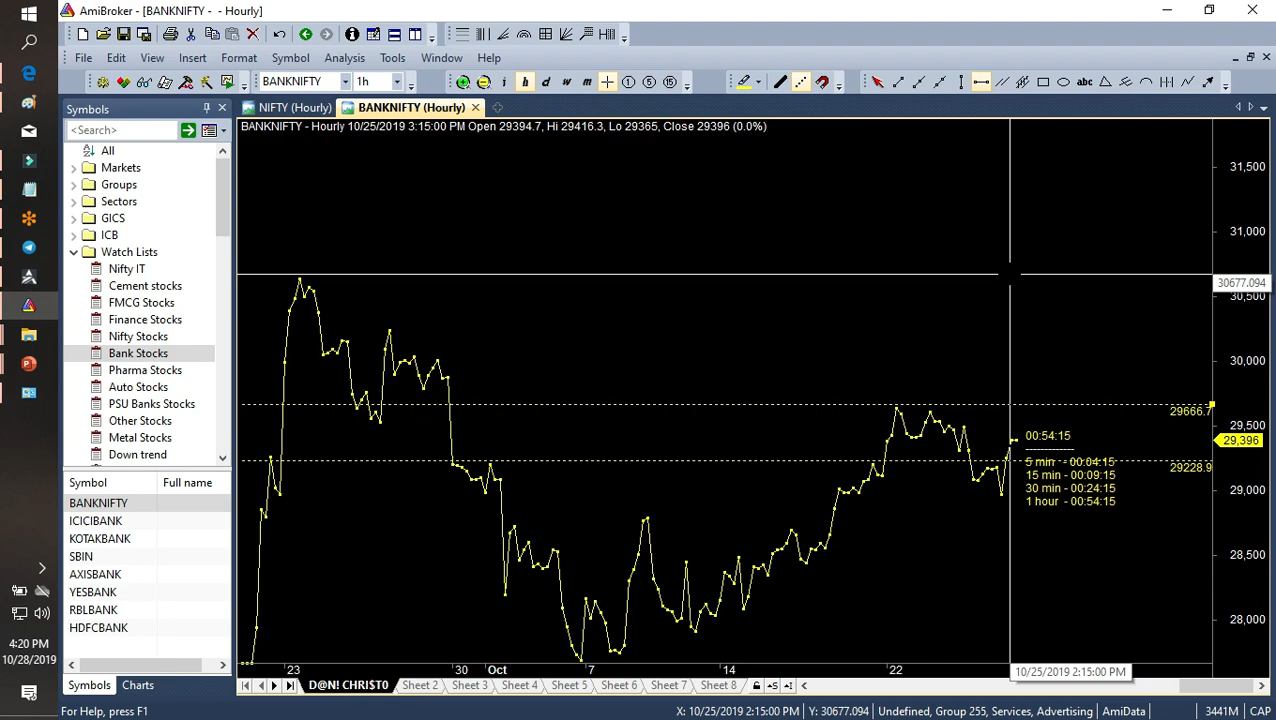 AmiBroker - [BANKNIFTY - - Hourly]
File Edit View Insert Format Symbol Analysis Tools Window Help
BANKNIFTY 1h i h d w m 1 5 15 abc
Symbols
NIFTY (Hourly) BANKNIFTY (Hourly)
<Search>
BANKNIFTY - Hourly 10/25/2019 3:15:00 PM Open 29394.7, Hi 29416.3, Lo 29365, Close 29396 (0.0%)
All
Markets
Groups
Sectors
GICS
ICB
Watch Lists
Nifty IT
Cement stocks
FMCG Stocks
Finance Stocks
Nifty Stocks
Bank Stocks
Pharma Stocks
Auto Stocks
PSU Banks Stocks
Other Stocks
Metal Stocks
Down trend
Symbol Full name
BANKNIFTY
ICICIBANK
KOTAKBANK
SBIN
AXISBANK
YESBANK
RBLBANK
HDFCBANK
Symbols Charts
31,500
31,000
30677.094
30,500
30,000
29666.7
29,500
29,396
29228.9
29,000
28,500
28,000
00:54:15
-------------
5 min - 00:04:15
15 min - 00:09:15
30 min - 00:24:15
1 hour - 00:54:15
23 30 Oct 7 14 22
10/25/2019 2:15:00 PM
D@N! CHRI$T0 Sheet 2 Sheet 3 Sheet 4 Sheet 5 Sheet 6 Sheet 7 Sheet 8
4:20 PM
10/28/2019
For Help, press F1
X: 10/25/2019 2:15:00 PM Y: 30677.094 Undefined, Group 255, Services, Advertising AmiData 3441M CAP